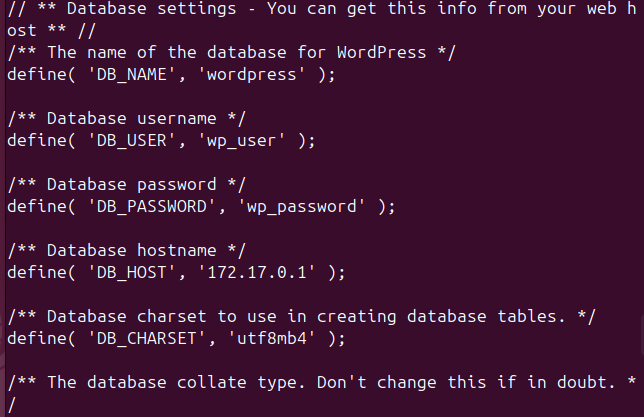 // ** Database settings - You can get this info from your web h
ost ** //
/** The name of the database for WordPress */
define( 'DB_NAME', 'wordpress' );

/** Database username */
define( 'DB_USER', 'wp_user' );

/** Database password */
define( 'DB_PASSWORD', 'wp_password' );

/** Database hostname */
define( 'DB_HOST', '172.17.0.1' );

/** Database charset to use in creating database tables. */
define( 'DB_CHARSET', 'utf8mb4' );

/** The database collate type. Don't change this if in doubt. *
/